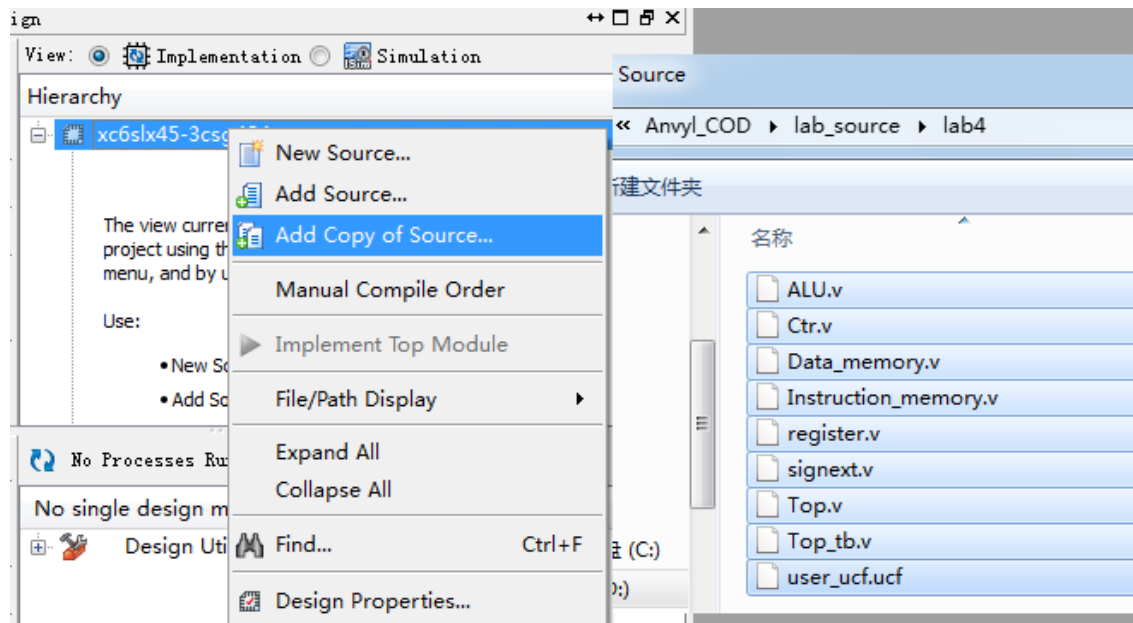 ign
View: Implementation Simulation
Hierarchy
xc6slx45-3csg
The view curre
project using th
menu, and by u
Use:
• New So
• Add So
No Processes Ru
No single design m
Design Uti
New Source...
Add Source...
Add Copy of Source...
Manual Compile Order
Implement Top Module
File/Path Display
Expand All
Collapse All
Find... Ctrl+F
Design Properties...
Source
« Anvyl_COD ▸ lab_source ▸ lab4
新建文件夹
名称
ALU.v
Ctr.v
Data_memory.v
Instruction_memory.v
register.v
signext.v
Top.v
Top_tb.v
user_ucf.ucf
(C:)
:)